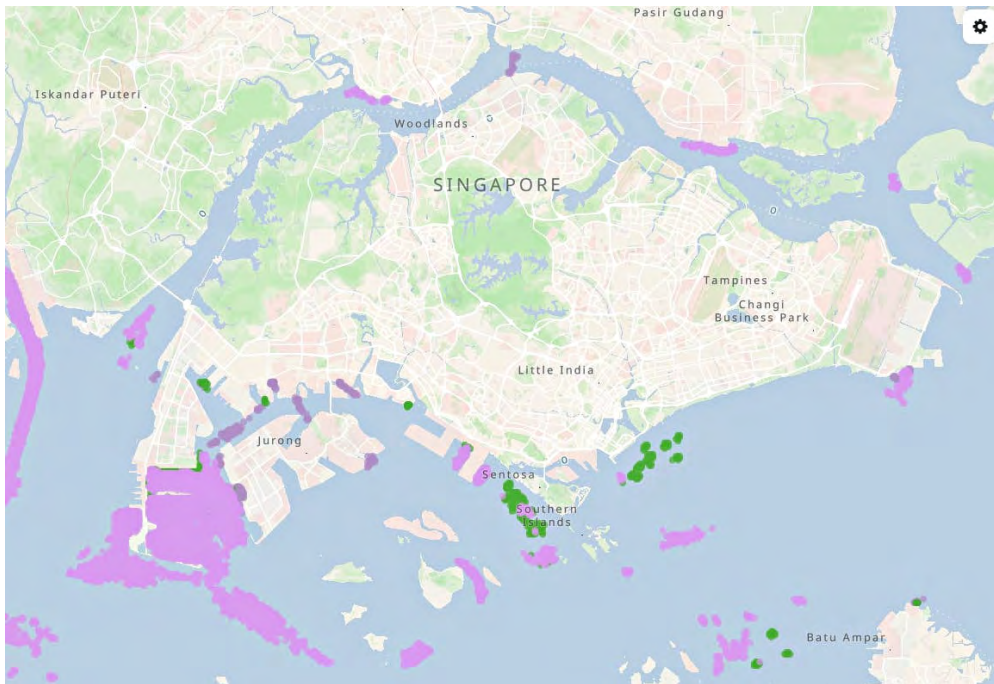 Pasir Gudang
Iskandar Puteri
Woodlands
SINGAPORE
Tampines
Changi
Business Park
Little India
Jurong
Sentosa
Southern
Islands
Batu Ampar